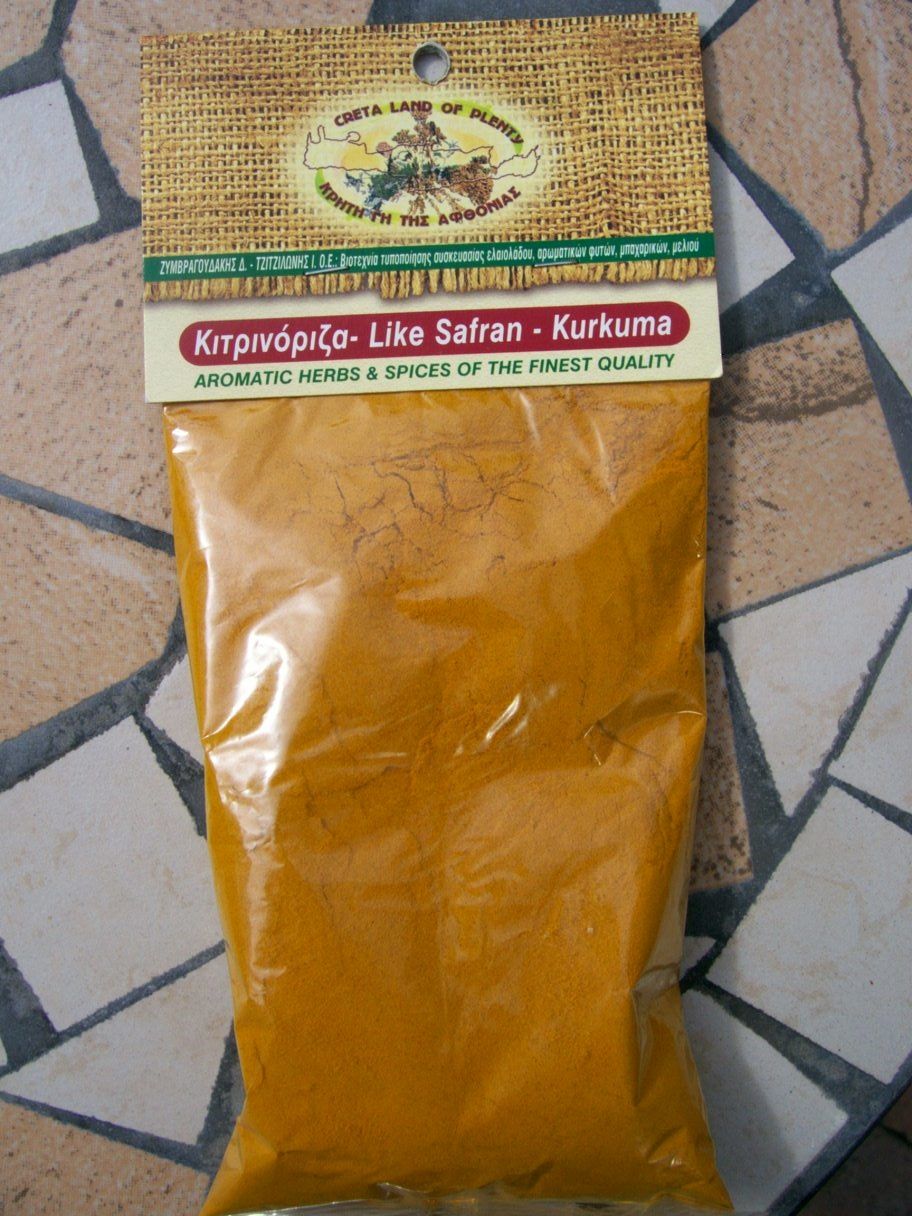 CRETA LAND OF PLENTY
ΚΡΗΤΗ ΓΗ ΤΗΣ ΑΦΘΟΝΙΑΣ
ΖΥΜΒΡΑΓΟΥΔΑΚΗΣ Δ. - ΤΖΙΤΖΙΛΩΝΗΣ Ι. Ο.Ε.: Βιοτεχνία τυποποίησης συσκευασίας ελαιολάδου, αρωματικών φυτών, μπαχαρικών, μελιού
Κιτρινόριζα- Like Safran - Kurkuma
AROMATIC HERBS & SPICES OF THE FINEST QUALITY